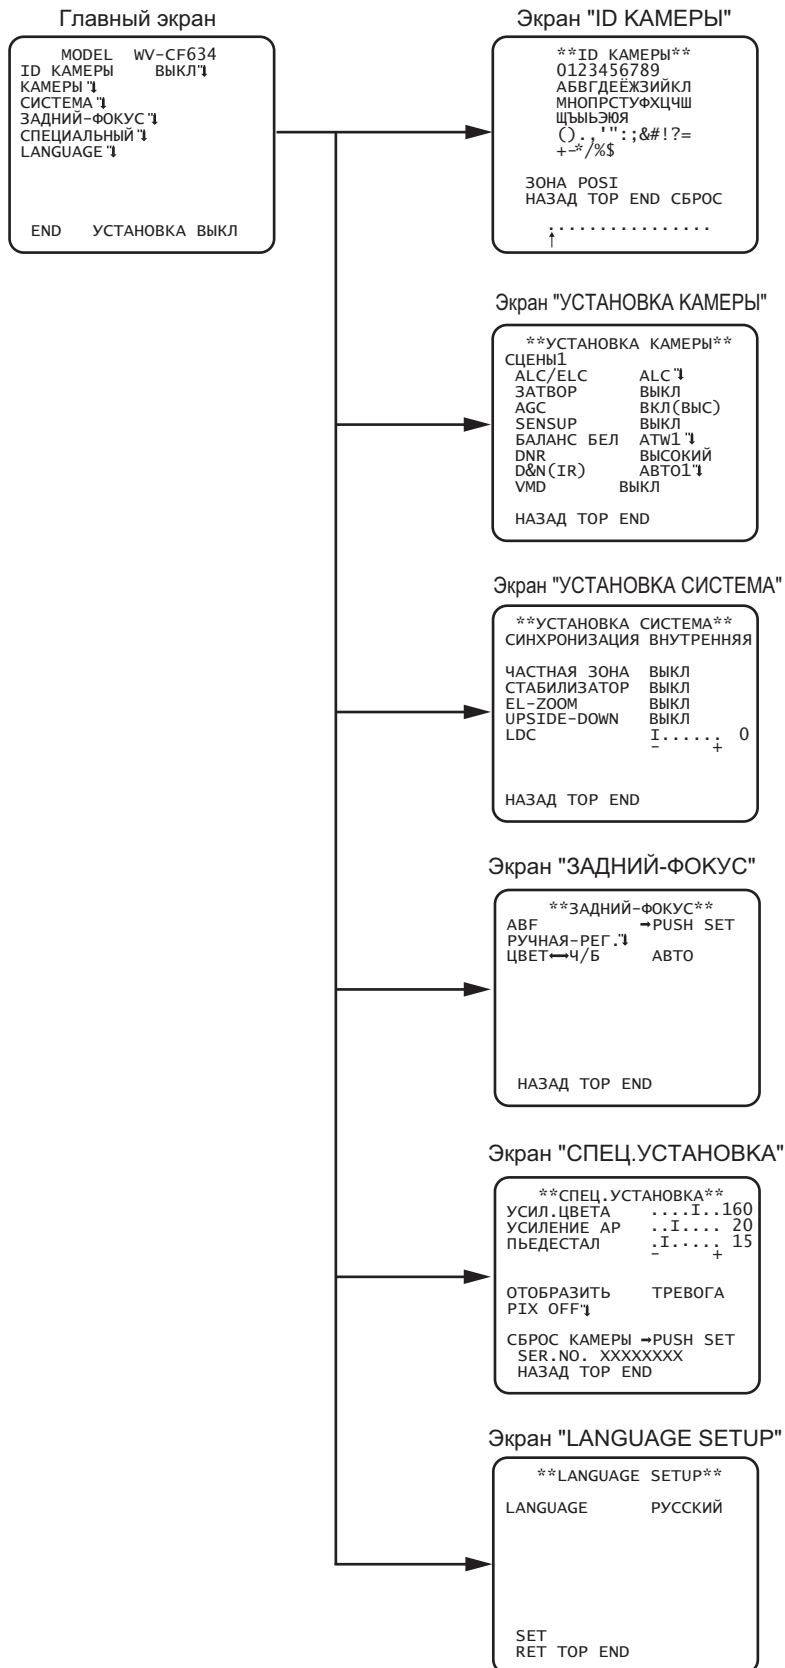 Главный экран
MODEL WV-CF634
ID КАМЕРЫ ВЫКЛ
КАМЕРЫ
СИСТЕМА
ЗАДНИЙ-ФОКУС
СПЕЦИАЛЬНЫЙ
LANGUAGE
END УСТАНОВКА ВЫКЛ
Экран "ID КАМЕРЫ"
**ID КАМЕРЫ**
0123456789
АБВГДЕЁЖЗИЙКЛ
МНОПРСТУФХЦЧШ
ЩЪЫЬЭЮЯ
().,'":;&#!?=
+-*/%$
ЗОНА POSI
НАЗАД TOP END СБРОС
................
↑
Экран "УСТАНОВКА КАМЕРЫ"
**УСТАНОВКА КАМЕРЫ**
СЦЕНЫ1
ALC/ELC ALC
ЗАТВОР ВЫКЛ
AGC ВКЛ(ВЫС)
SENSUP ВЫКЛ
БАЛАНС БЕЛ ATW1
DNR ВЫСОКИЙ
D&N(IR) АВТО1
VMD ВЫКЛ
НАЗАД TOP END
Экран "УСТАНОВКА СИСТЕМА"
**УСТАНОВКА СИСТЕМА**
СИНХРОНИЗАЦИЯ ВНУТРЕННЯЯ
ЧАСТНАЯ ЗОНА ВЫКЛ
СТАБИЛИЗАТОР ВЫКЛ
EL-ZOOM ВЫКЛ
UPSIDE-DOWN ВЫКЛ
LDC I...... 0
- +
НАЗАД TOP END
Экран "ЗАДНИЙ-ФОКУС"
**ЗАДНИЙ-ФОКУС**
ABF →PUSH SET
РУЧНАЯ-РЕГ.
ЦВЕТ↔Ч/Б АВТО
НАЗАД TOP END
Экран "СПЕЦ.УСТАНОВКА"
**СПЕЦ.УСТАНОВКА**
УСИЛ.ЦВЕТА ....I..160
УСИЛЕНИЕ АР ..I.... 20
ПЬЕДЕСТАЛ .I..... 15
- +
ОТОБРАЗИТЬ ТРЕВОГА
PIX OFF
СБРОС КАМЕРЫ →PUSH SET
SER.NO. XXXXXXXX
НАЗАД TOP END
Экран "LANGUAGE SETUP"
**LANGUAGE SETUP**
LANGUAGE РУССКИЙ
SET
RET TOP END